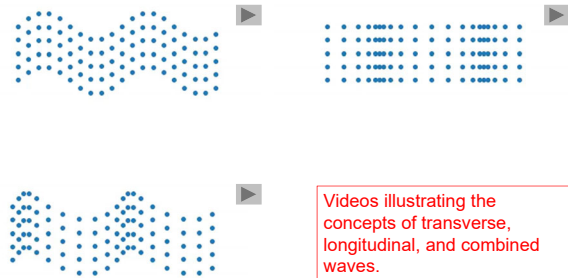 Videos illustrating the
concepts of transverse,
longitudinal, and combined
waves.